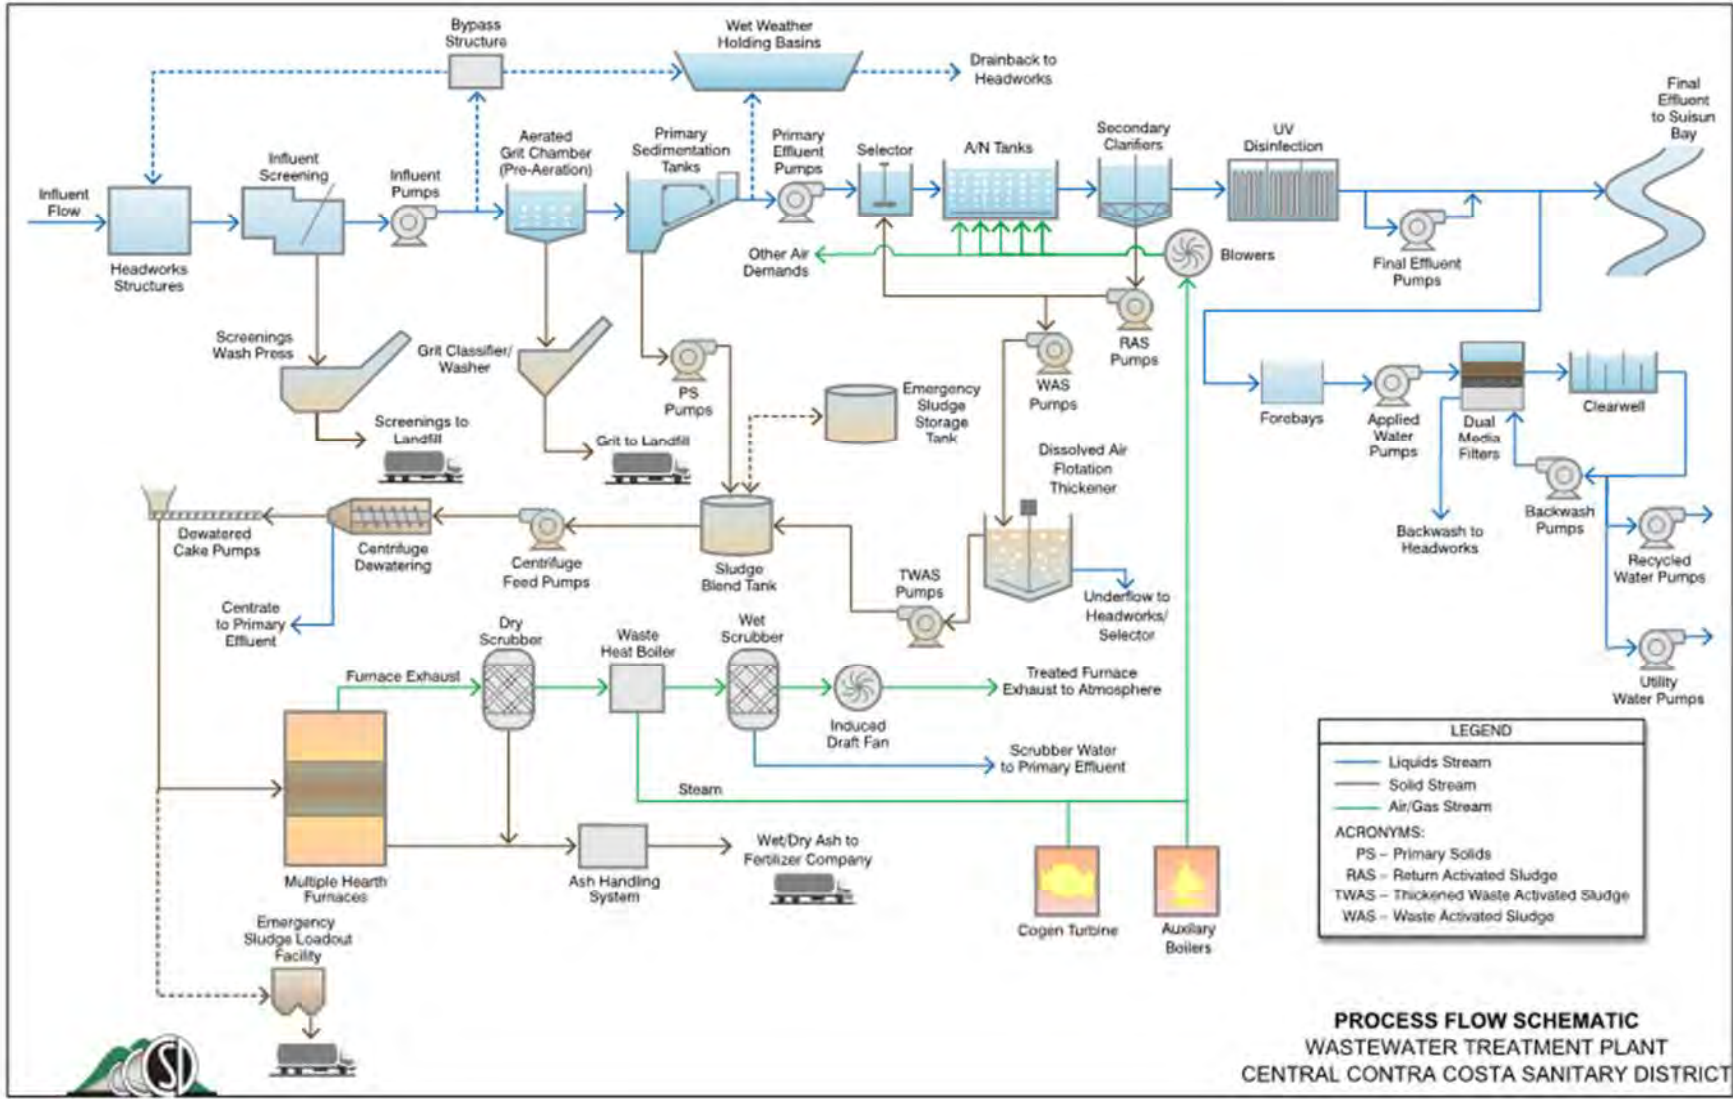 Bypass
Structure
Wet Weather
Holding Basins
Drainback to
Headworks
Final
Effluent
to Suisun
Bay
Influent
Flow
Headworks
Structures
Influent
Screening
Influent
Pumps
Aerated
Grit Chamber
(Pre-Aeration)
Primary
Sedimentation
Tanks
Primary
Effluent
Pumps
Selector
A/N Tanks
Secondary
Clarifiers
UV
Disinfection
Other Air
Demands
Blowers
Final Effluent
Pumps
Screenings
Wash Press
Grit Classifier/
Washer
PS
Pumps
Emergency
Sludge
Storage
Tank
WAS
Pumps
RAS
Pumps
Forebays
Applied
Water
Pumps
Dual
Media
Filters
Clearwell
Screenings to
Landfill
Grit to Landfill
Dissolved Air
Flotation
Thickener
Backwash to
Headworks
Backwash
Pumps
Recycled
Water Pumps
Utility
Water Pumps
Dewatered
Cake Pumps
Centrifuge
Dewatering
Centrifuge
Feed Pumps
Sludge
Blend Tank
TWAS
Pumps
Underflow to
Headworks/
Selector
Centrate
to Primary
Effluent
Dry
Scrubber
Waste
Heat Boiler
Wet
Scrubber
Furnace Exhaust
Induced
Draft Fan
Treated Furnace
Exhaust to Atmosphere
Scrubber Water
to Primary Effluent
Steam
Multiple Hearth
Furnaces
Ash Handling
System
Wet/Dry Ash to
Fertilizer Company
Cogen Turbine
Auxilary
Boilers
Emergency
Sludge Loadout
Facility
LEGEND
Liquids Stream
Solid Stream
Air/Gas Stream
ACRONYMS:
PS – Primary Solids
RAS – Return Activated Sludge
TWAS – Thickened Waste Activated Sludge
WAS – Waste Activated Sludge
PROCESS FLOW SCHEMATIC
WASTEWATER TREATMENT PLANT
CENTRAL CONTRA COSTA SANITARY DISTRICT